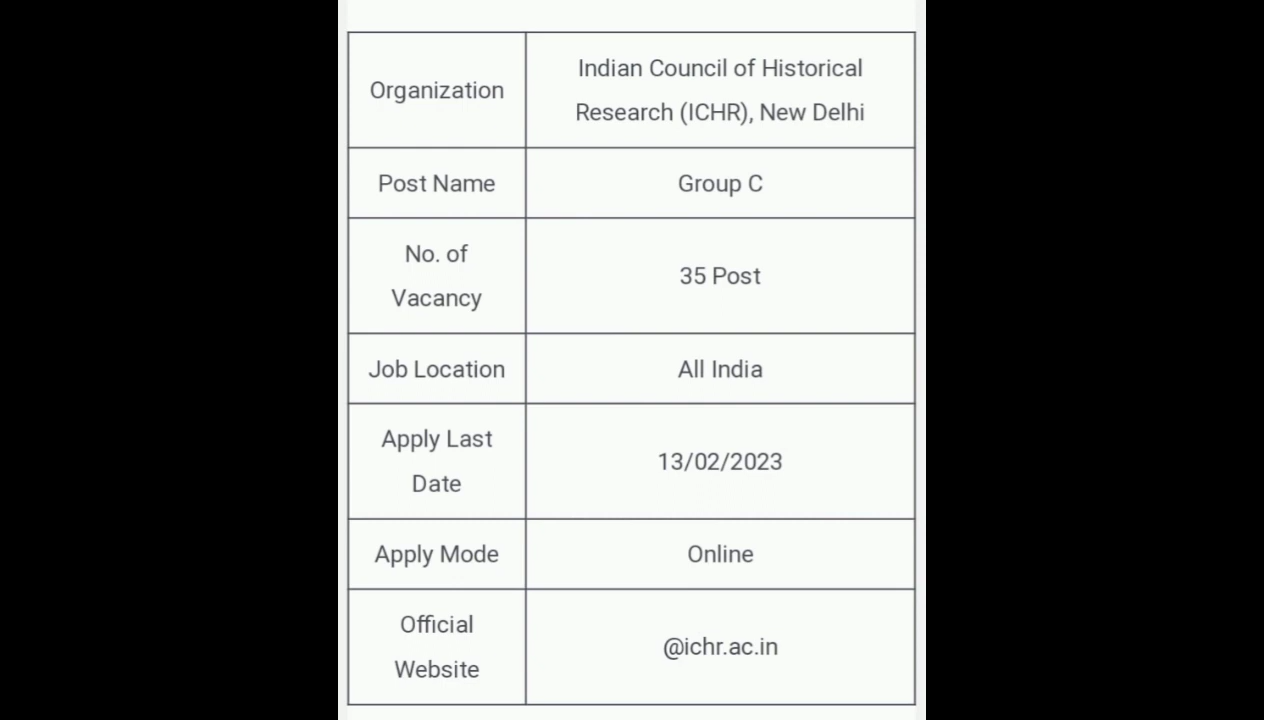 Organization
Indian Council of Historical
Research (ICHR), New Delhi
Post Name
Group C
No. of
Vacancy
35 Post
Job Location
All India
Apply Last
Date
13/02/2023
Apply Mode
Online
Official
Website
@ichr.ac.in